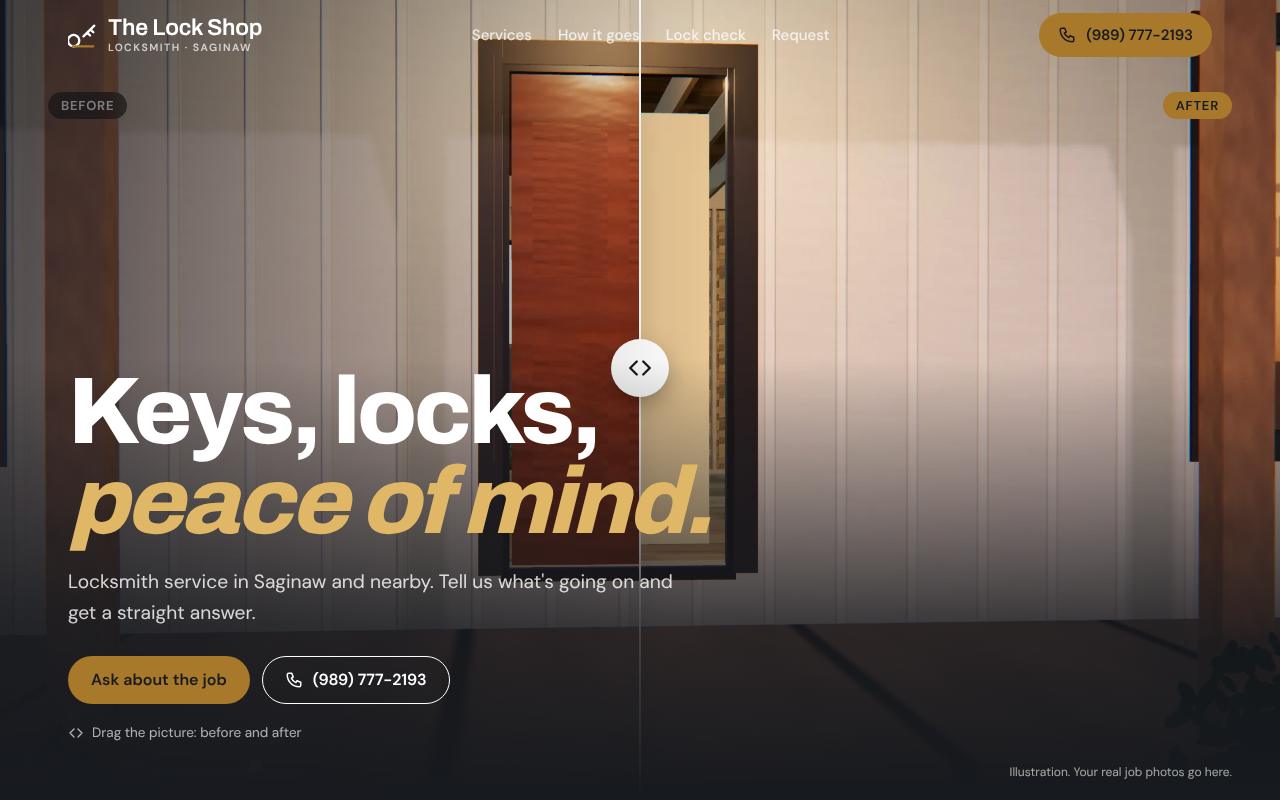 The Lock Shop
LOCKSMITH · SAGINAW
Services How it goes Lock check Request
(989) 777-2193
BEFORE
AFTER
Keys, locks,
peace of mind.
Locksmith service in Saginaw and nearby. Tell us what's going on and
get a straight answer.
Ask about the job
(989) 777-2193
Drag the picture: before and after
Illustration. Your real job photos go here.